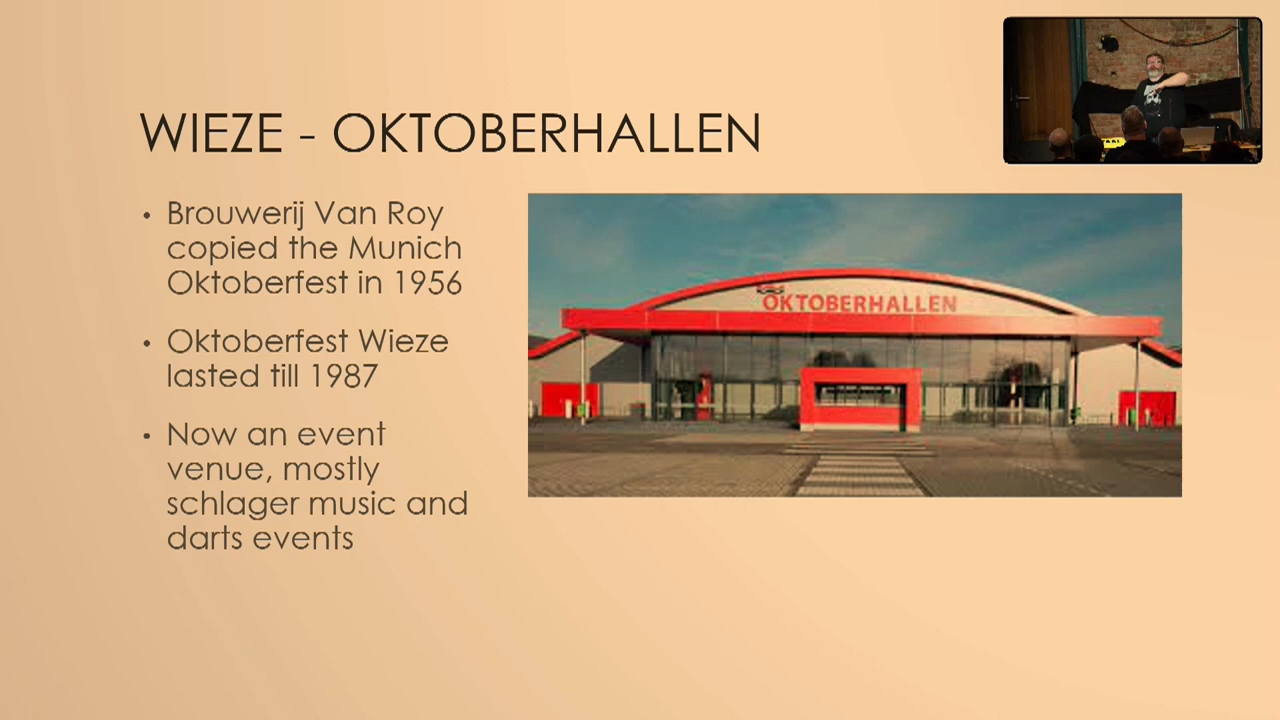 WIEZE - OKTOBERHALLEN
• Brouwerij Van Roy
copied the Munich
Oktoberfest in 1956
• Oktoberfest Wieze
lasted till 1987
• Now an event
venue, mostly
schlager music and
darts events
OKTOBERHALLEN